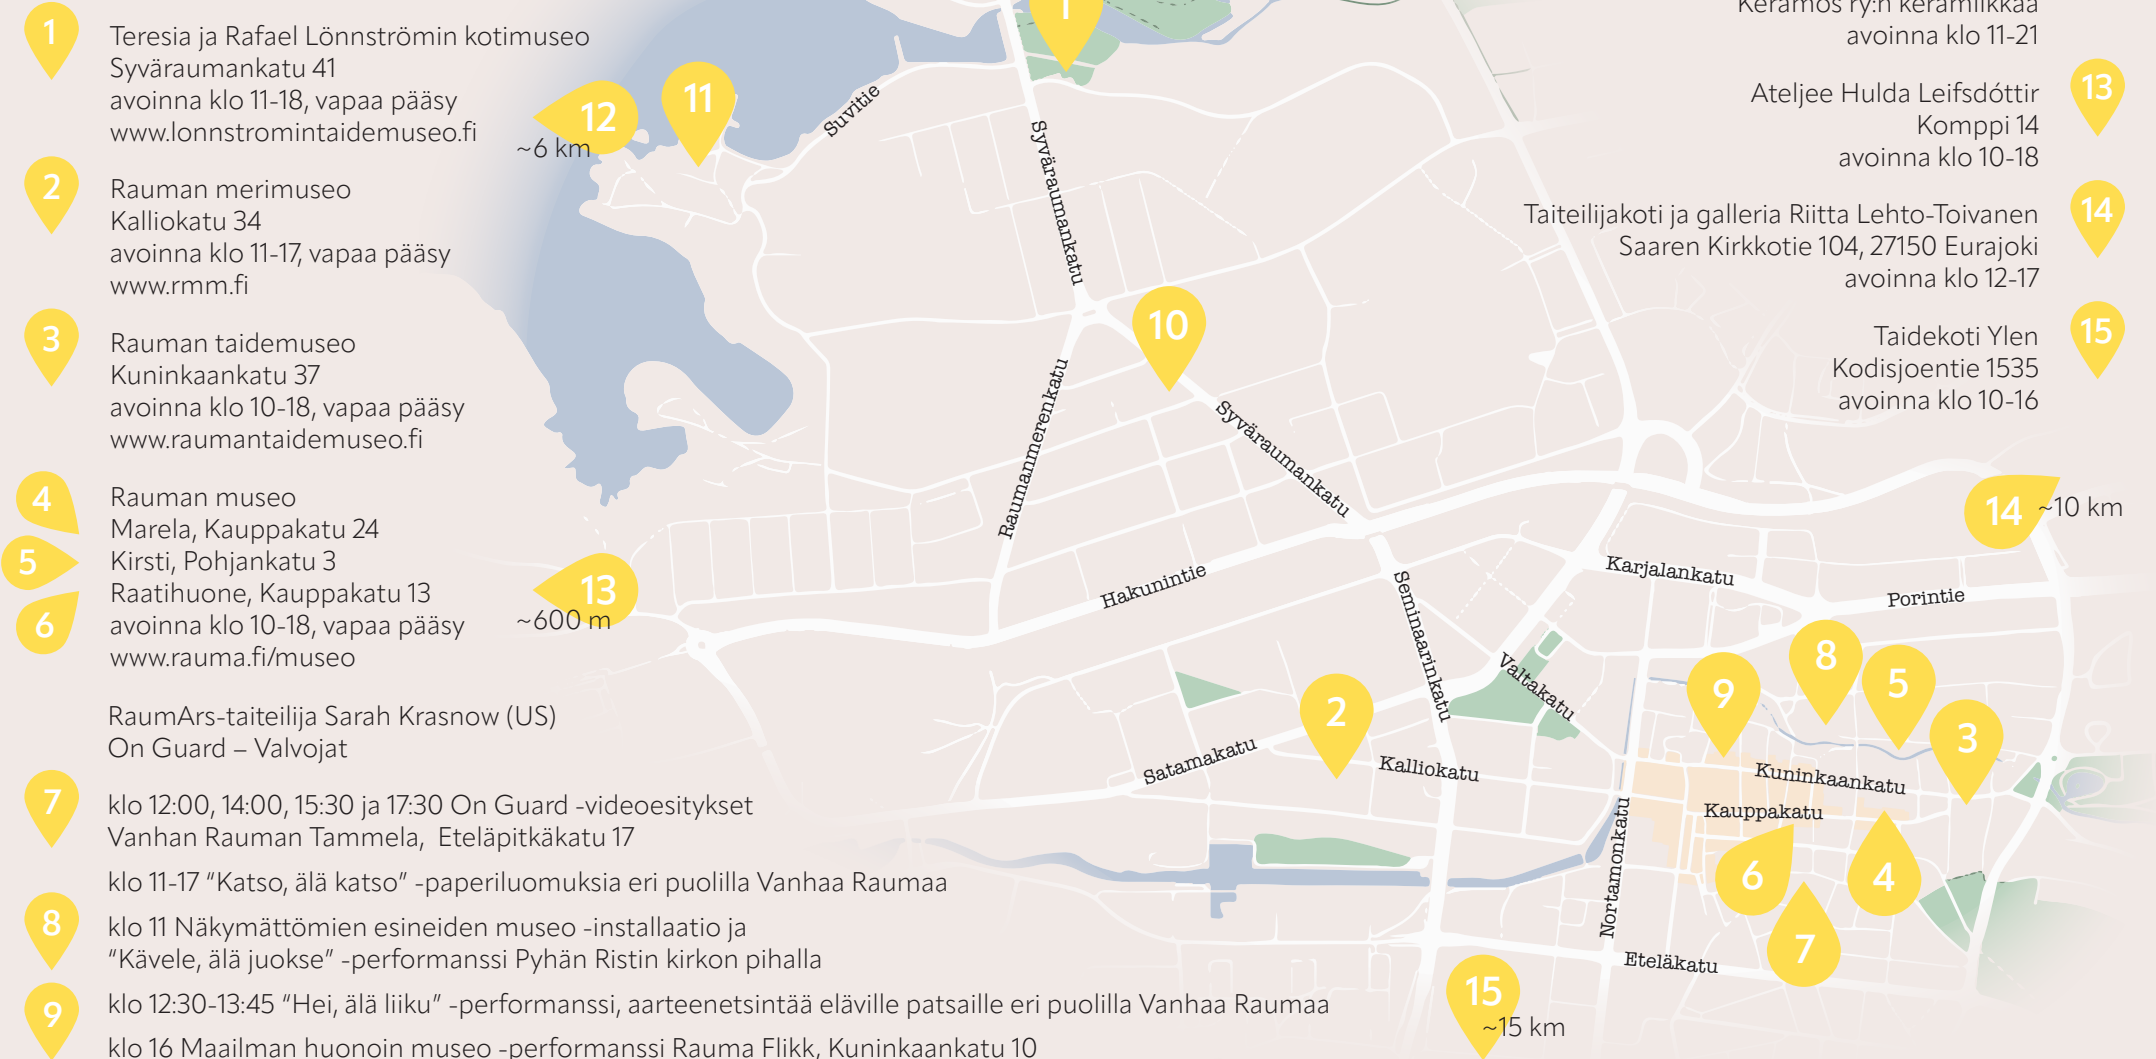 1
Teresia ja Rafael Lönnströmin kotimuseo
Syväraumankatu 41
avoinna klo 11-18, vapaa pääsy
www.lonnstromintaidemuseo.fi
2
Rauman merimuseo
Kalliokatu 34
avoinna klo 11-17, vapaa pääsy
www.rmm.fi
3
Rauman taidemuseo
Kuninkaankatu 37
avoinna klo 10-18, vapaa pääsy
www.raumantaidemuseo.fi
4
5
6
Rauman museo
Marela, Kauppakatu 24
Kirsti, Pohjankatu 3
Raatihuone, Kauppakatu 13
avoinna klo 10-18, vapaa pääsy
www.rauma.fi/museo
RaumArs-taiteilija Sarah Krasnow (US)
On Guard – Valvojat
7
klo 12:00, 14:00, 15:30 ja 17:30 On Guard -videoesitykset
Vanhan Rauman Tammela, Eteläpitkäkatu 17
klo 11-17 “Katso, älä katso” -paperiluomuksia eri puolilla Vanhaa Raumaa
8
klo 11 Näkymättömien esineiden museo -installaatio ja
“Kävele, älä juokse” -performanssi Pyhän Ristin kirkon pihalla
9
klo 12:30-13:45 “Hei, älä liiku” -performanssi, aarteenetsintää eläville patsaille eri puolilla Vanhaa Raumaa
klo 16 Maailman huonoin museo -performanssi Rauma Flikk, Kuninkaankatu 10
Keramos ry:n keramiikkaa
avoinna klo 11-21
Ateljee Hulda Leifsdóttir
Komppi 14
avoinna klo 10-18
13
Taiteilijakoti ja galleria Riitta Lehto-Toivanen
Saaren Kirkkotie 104, 27150 Eurajoki
avoinna klo 12-17
14
Taidekoti Ylen
Kodisjoentie 1535
avoinna klo 10-16
15
1
12
~6 km
11
Suvitie
Syväraumankatu
10
Raumanmerenkatu
Syväraumankatu
14
~10 km
13
~600 m
Hakunintie
Seminaarinkatu
Karjalankatu
Porintie
Valtakatu
2
8
9
5
3
Satamakatu
Kalliokatu
Kuninkaankatu
Kauppakatu
Nortamonkatu
6
4
7
Eteläkatu
15
~15 km